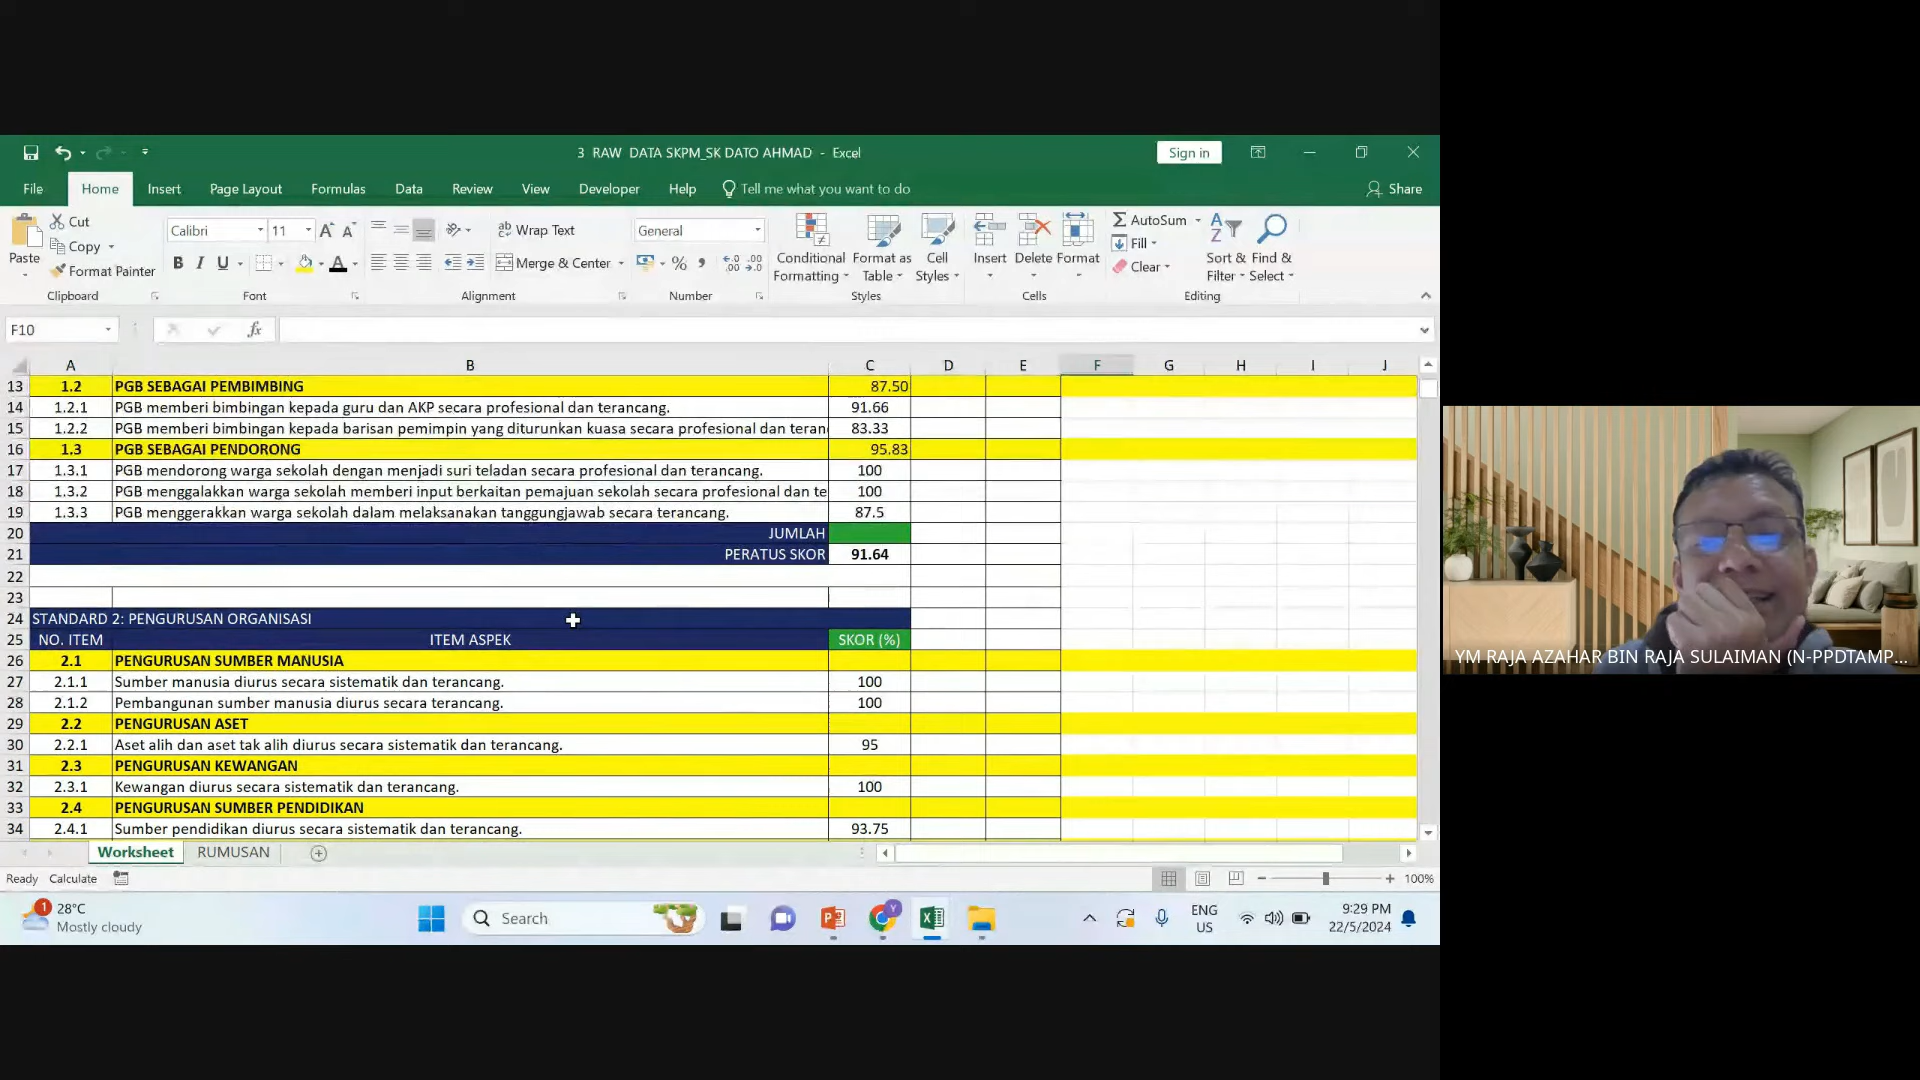 3 RAW DATA SKPM_SK DATO AHMAD - Excel
Sign in
File Home Insert Page Layout Formulas Data Review View Developer Help Tell me what you want to do Share
Paste
Cut
Copy
Format Painter
Clipboard
Calibri 11
B I U
Font
Wrap Text
Merge & Center
Alignment
General
Number
Conditional Formatting
Format as Table
Cell Styles
Styles
Insert Delete Format
Cells
AutoSum
Fill
Clear
Sort & Filter
Find & Select
Editing
F10
fx
A B C D E F G H I J
13 1.2 PGB SEBAGAI PEMBIMBING 87.50
14 1.2.1 PGB memberi bimbingan kepada guru dan AKP secara profesional dan terancang. 91.66
15 1.2.2 PGB memberi bimbingan kepada barisan pemimpin yang diturunkan kuasa secara profesional dan teran 83.33
16 1.3 PGB SEBAGAI PENDORONG 95.83
17 1.3.1 PGB mendorong warga sekolah dengan menjadi suri teladan secara profesional dan terancang. 100
18 1.3.2 PGB menggalakkan warga sekolah memberi input berkaitan pemajuan sekolah secara profesional dan te 100
19 1.3.3 PGB menggerakkan warga sekolah dalam melaksanakan tanggungjawab secara terancang. 87.5
20 JUMLAH
21 PERATUS SKOR 91.64
22
23
24 STANDARD 2: PENGURUSAN ORGANISASI
25 NO. ITEM ITEM ASPEK SKOR (%)
26 2.1 PENGURUSAN SUMBER MANUSIA
27 2.1.1 Sumber manusia diurus secara sistematik dan terancang. 100
28 2.1.2 Pembangunan sumber manusia diurus secara terancang. 100
29 2.2 PENGURUSAN ASET
30 2.2.1 Aset alih dan aset tak alih diurus secara sistematik dan terancang. 95
31 2.3 PENGURUSAN KEWANGAN
32 2.3.1 Kewangan diurus secara sistematik dan terancang. 100
33 2.4 PENGURUSAN SUMBER PENDIDIKAN
34 2.4.1 Sumber pendidikan diurus secara sistematik dan terancang. 93.75
Worksheet RUMUSAN
Ready Calculate
100%
1
28°C
Mostly cloudy
Search
ENG
US
9:29 PM
22/5/2024
YM RAJA AZAHAR BIN RAJA SULAIMAN (N-PPDTAMP...